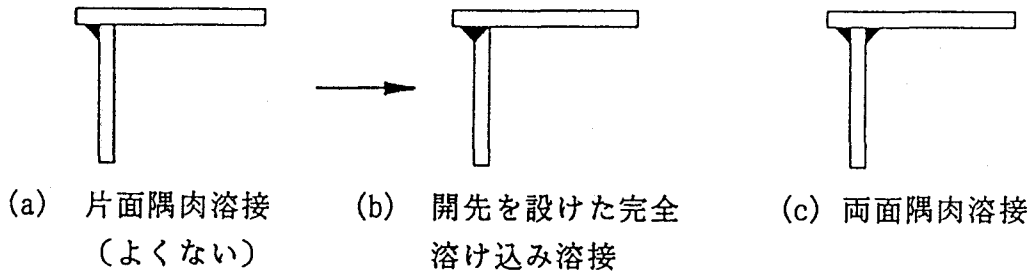 (a) 片面隅肉溶接
（よくない）
(b) 開先を設けた完全
溶け込み溶接
(c) 両面隅肉溶接